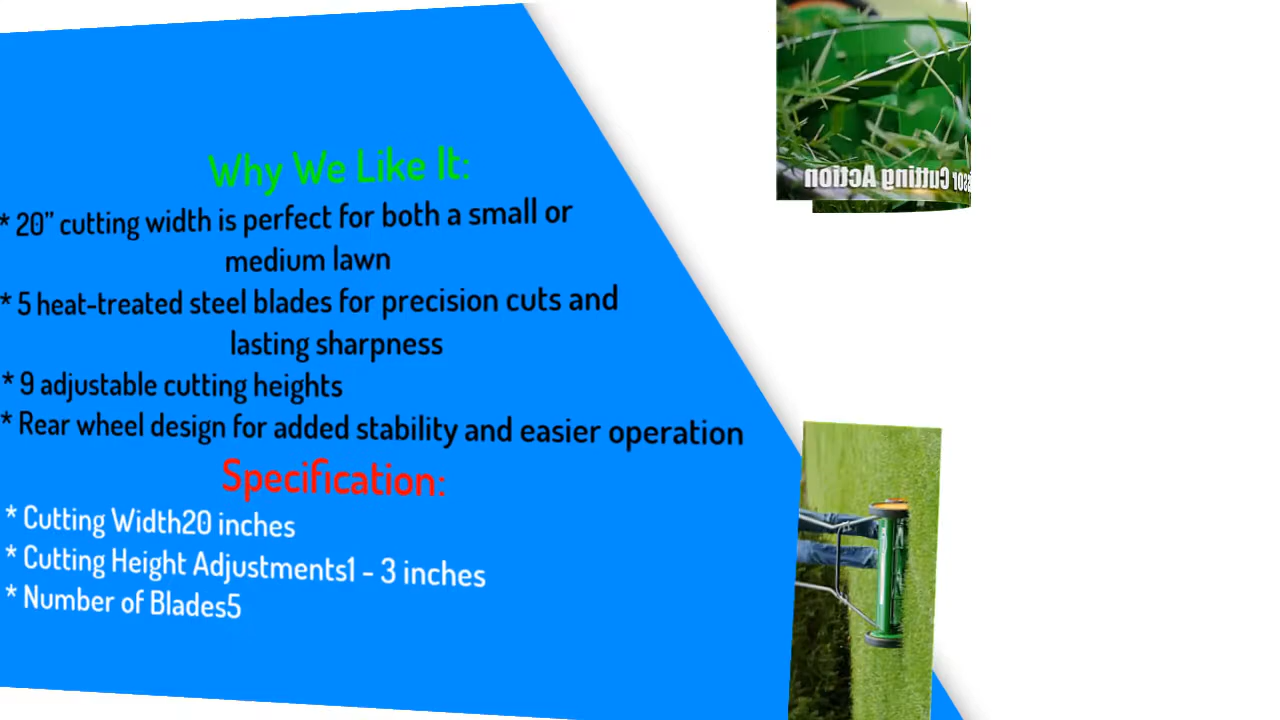 Why We Like It:
* 20” cutting width is perfect for both a small or
medium lawn
* 5 heat-treated steel blades for precision cuts and
lasting sharpness
* 9 adjustable cutting heights
* Rear wheel design for added stability and easier operation
Specification:
* Cutting Width20 inches
* Cutting Height Adjustments1 - 3 inches
* Number of Blades5
Cutting Action